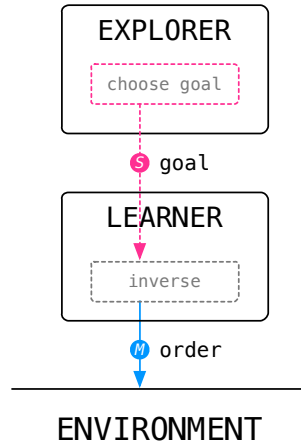 EXPLORER
choose goal
S goal
LEARNER
inverse
M order
ENVIRONMENT